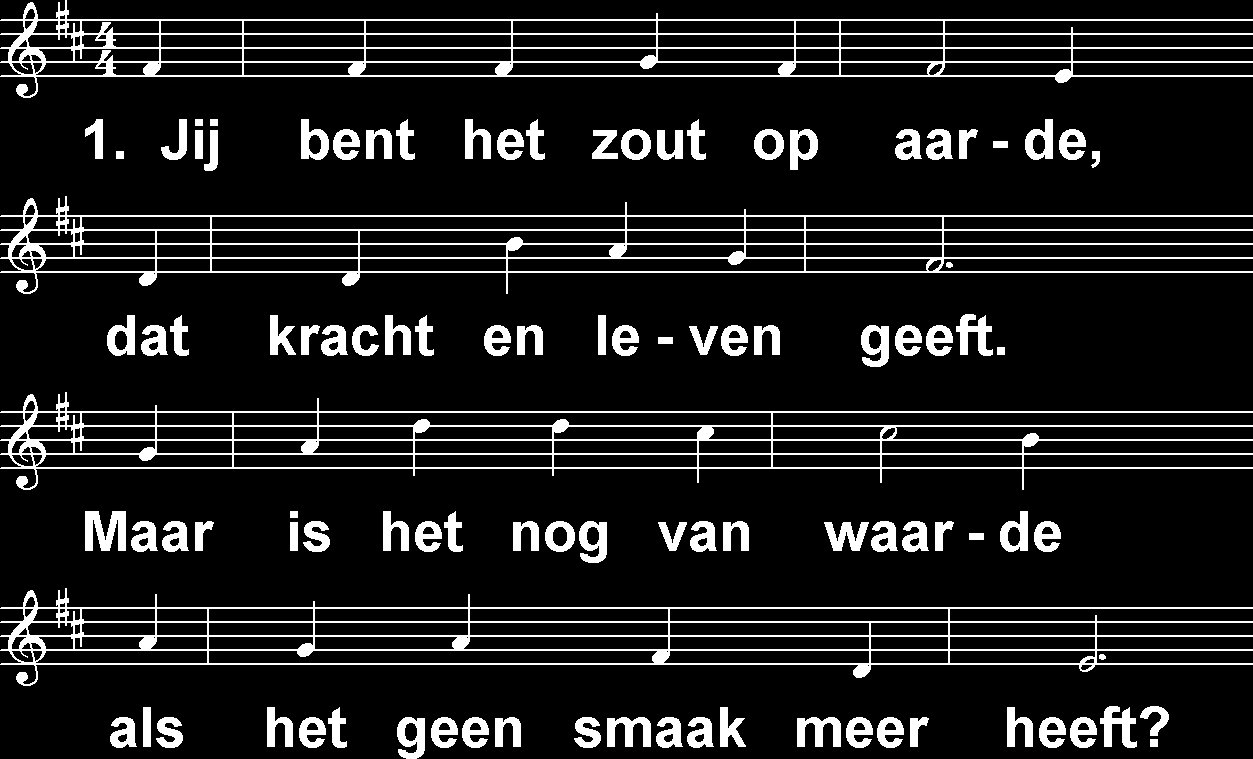 1. Jij bent het zout op aar - de,
dat kracht en le - ven geeft.
Maar is het nog van waar - de
als het geen smaak meer heeft?